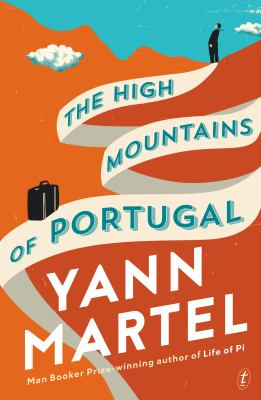 THE HIGH
MOUNTAINS
OF PORTUGAL
YANN
MARTEL
Man Booker Prize-winning author of Life of Pi
t